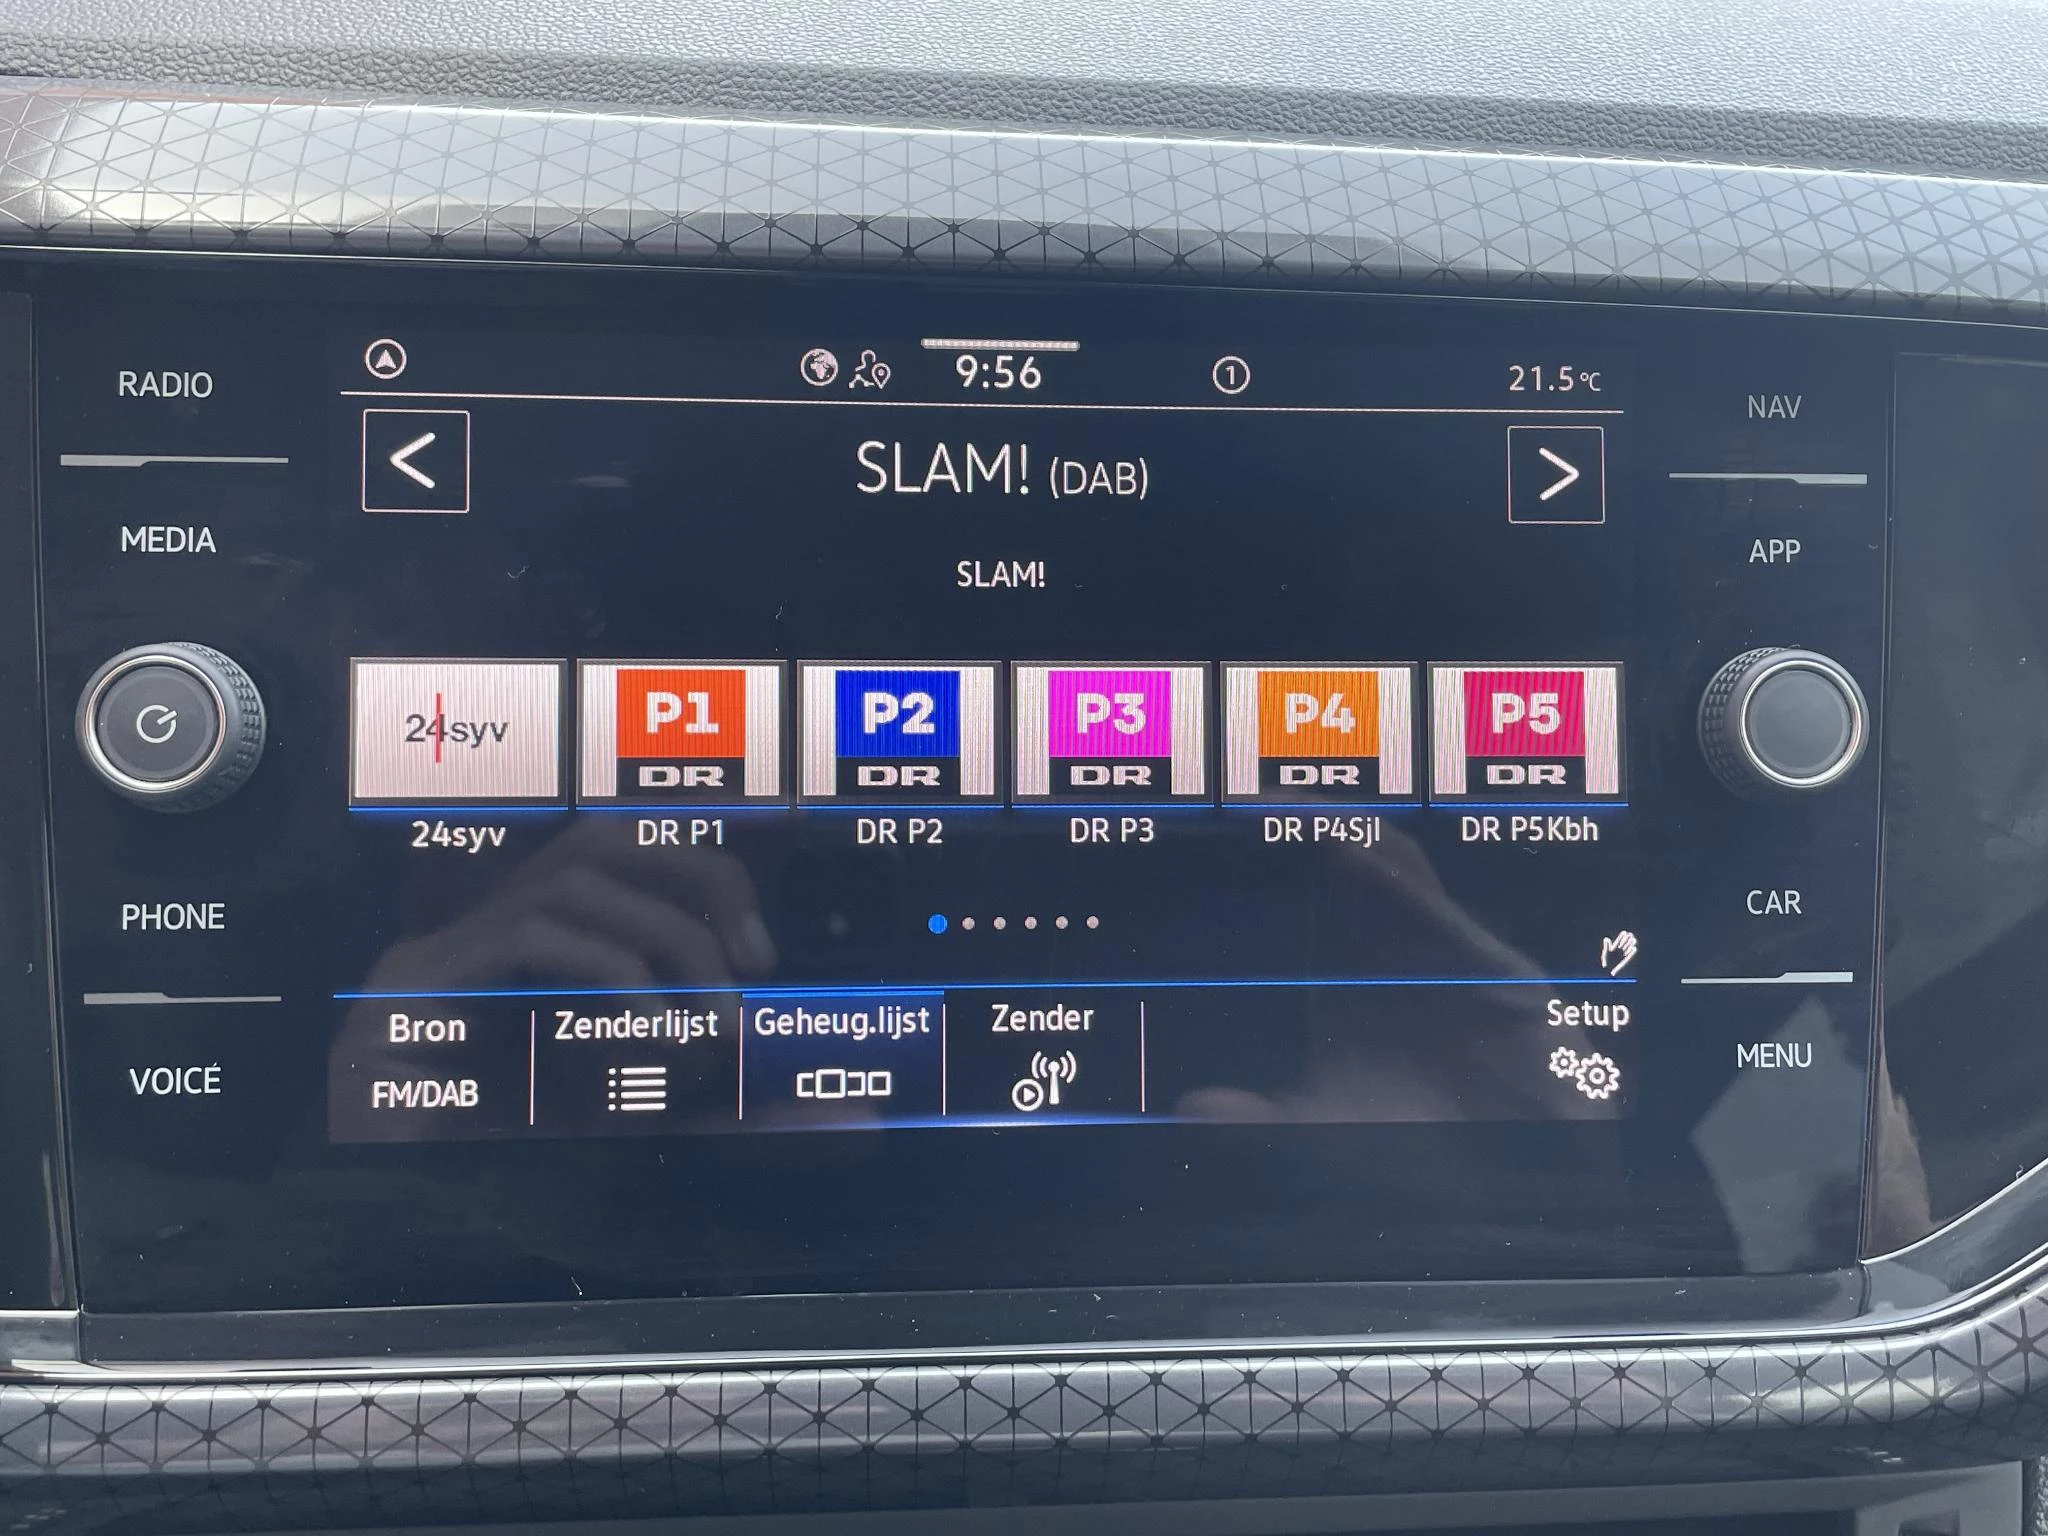 RADIO
MEDIA
PHONE
VOICE
9:56
1
21.5°C
SLAM! (DAB)
SLAM!
24syv
P1
DR
P2
DR
P3
DR
P4
DR
P5
DR
24syv
DR P1
DR P2
DR P3
DR P4Sjl
DR P5Kbh
Bron
FM/DAB
Zenderlijst
Geheug.lijst
Zender
Setup
NAV
APP
CAR
MENU